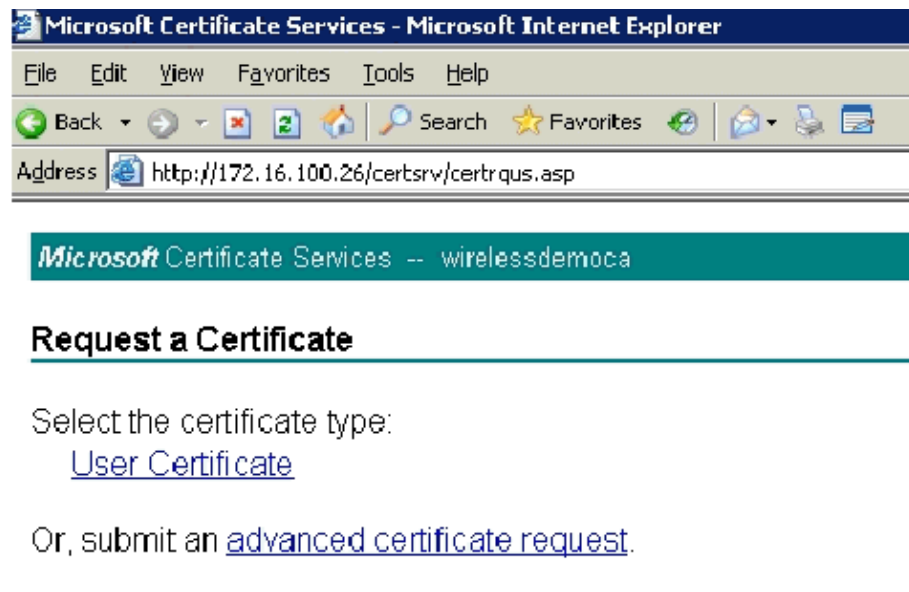 Microsoft Certificate Services - Microsoft Internet Explorer
File Edit View Favorites Tools Help
Back Search Favorites
Address http://172.16.100.26/certsrv/certrqus.asp
Microsoft Certificate Services -- wirelessdemoca
Request a Certificate
Select the certificate type:
User Certificate
Or, submit an advanced certificate request.